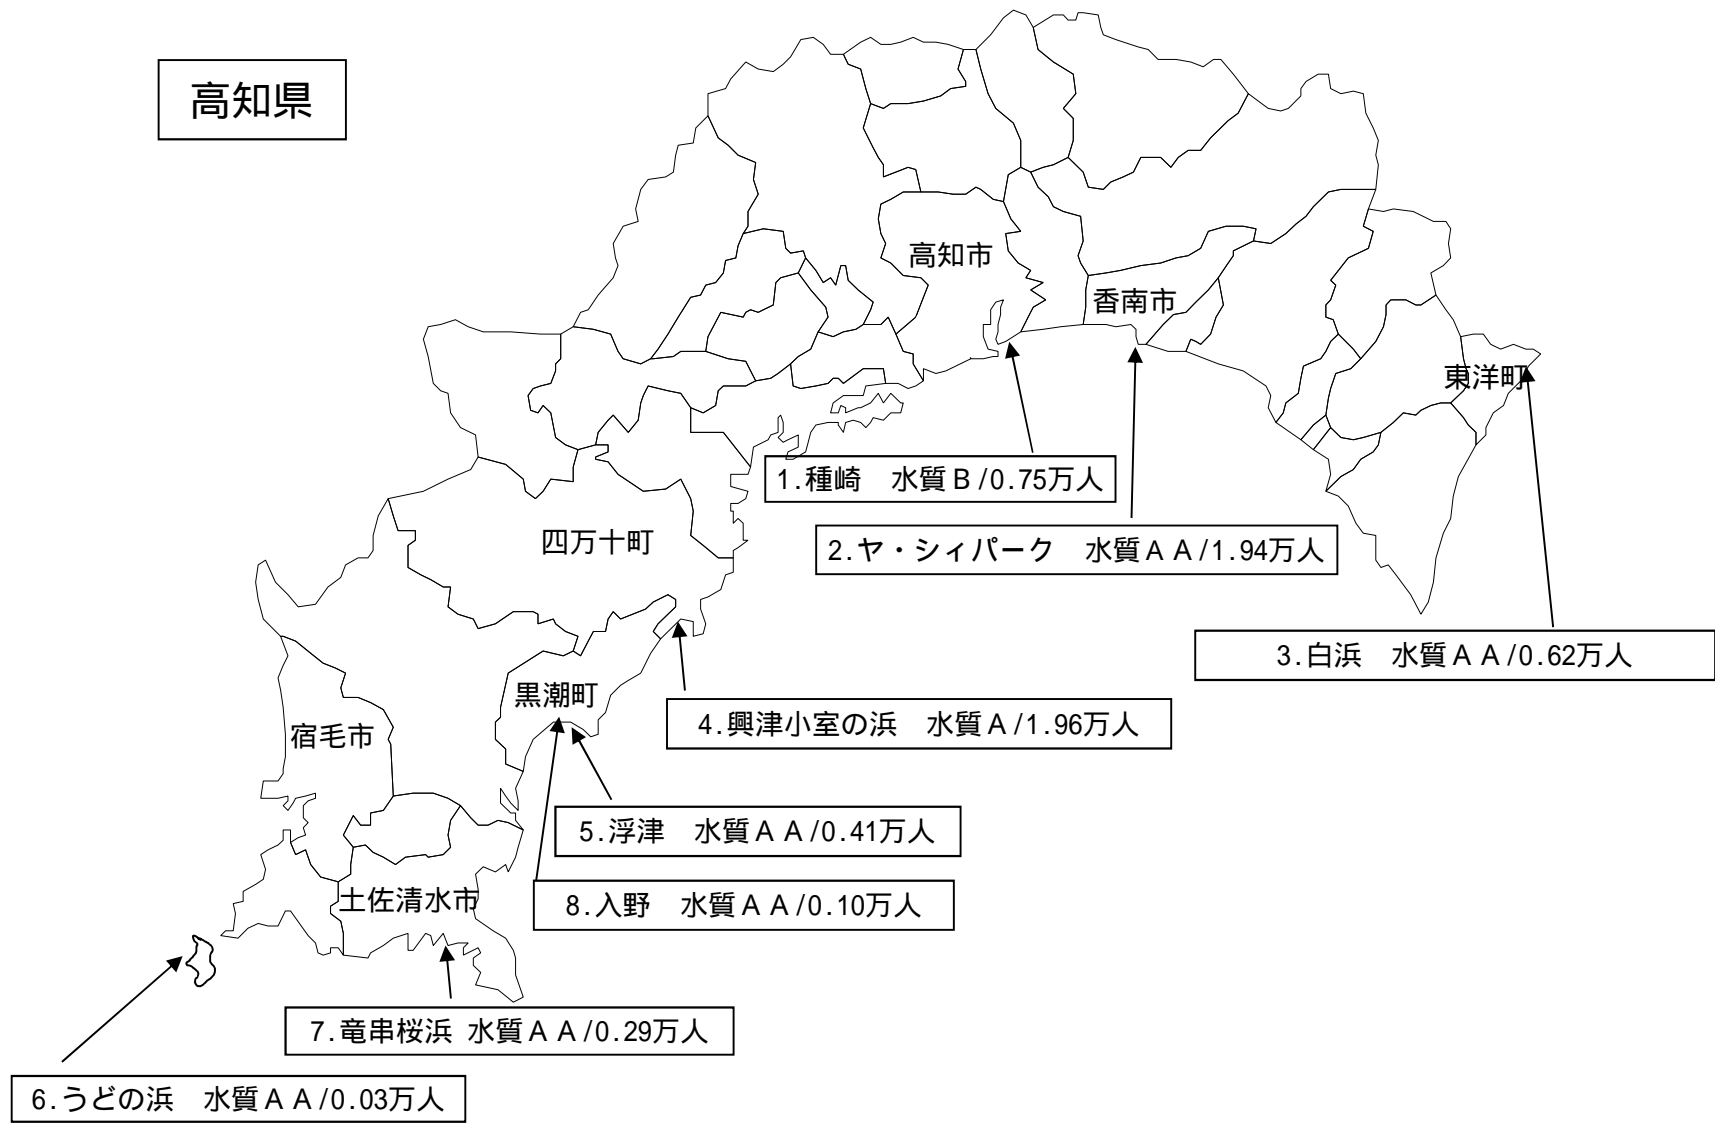 高知県
高知市
香南市
東洋町
1.種崎　水質Ｂ/0.75万人
四万十町
2.ヤ・シィパーク　水質ＡＡ/1.94万人
3.白浜　水質ＡＡ/0.62万人
黒潮町
4.興津小室の浜　水質Ａ/1.96万人
宿毛市
5.浮津　水質ＡＡ/0.41万人
土佐清水市
8.入野　水質ＡＡ/0.10万人
7.竜串桜浜 水質ＡＡ/0.29万人
6.うどの浜　水質ＡＡ/0.03万人